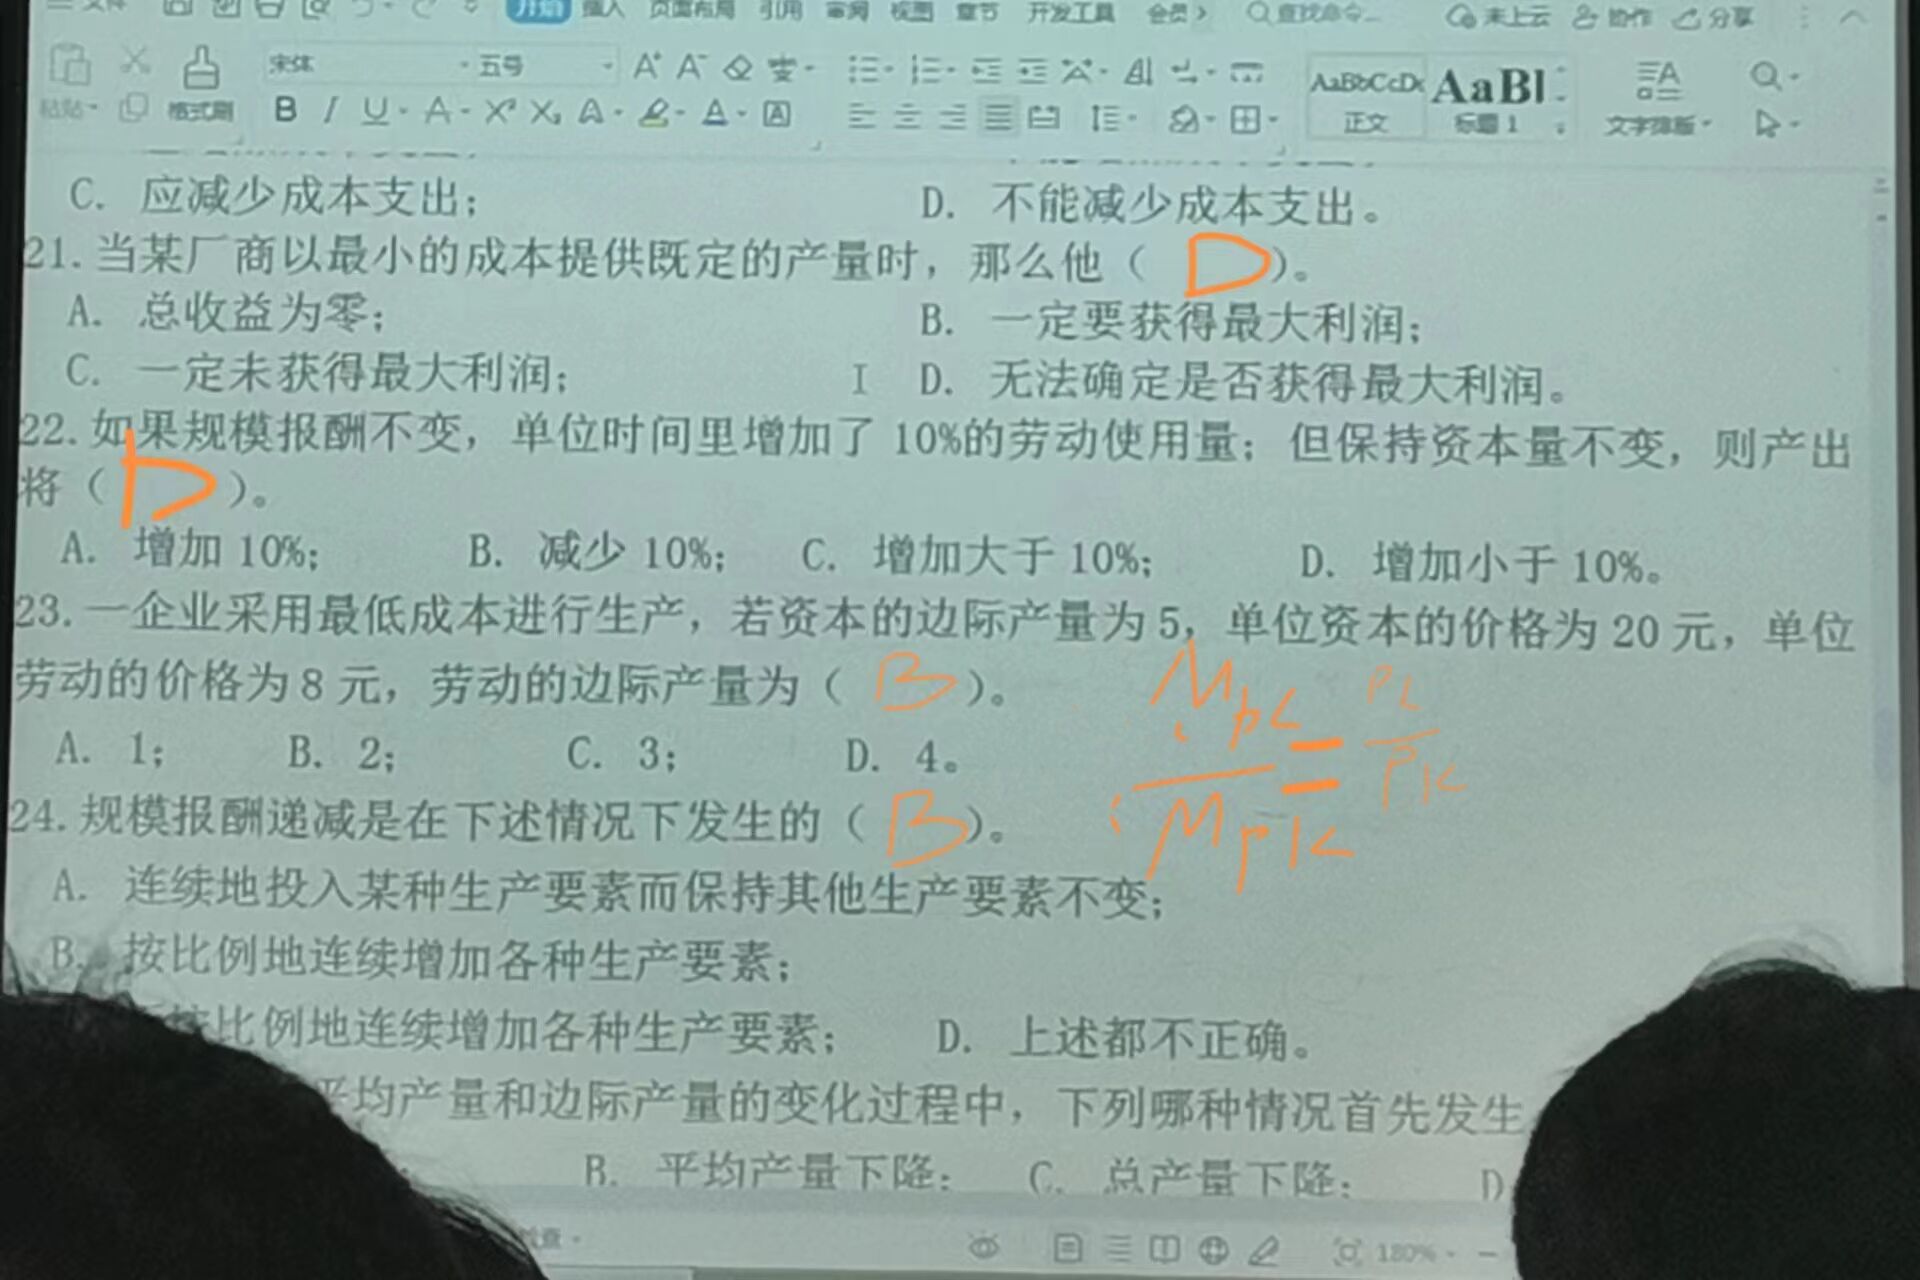 文件 开始 插入 页面布局 引用 审阅 视图 章节 开发工具 会员 查找命令... 未上云 协作 分享
粘贴 格式刷 宋体 五号 AaBbCcDd 正文 AaBl 标题 1 文字排版
C. 应减少成本支出; D. 不能减少成本支出。
21.当某厂商以最小的成本提供既定的产量时，那么他（ D )。
A. 总收益为零; B. 一定要获得最大利润;
C. 一定未获得最大利润; D. 无法确定是否获得最大利润。
22.如果规模报酬不变，单位时间里增加了 10%的劳动使用量; 但保持资本量不变，则产出
将（ D )。
A. 增加 10%; B. 减少 10%; C. 增加大于 10%; D. 增加小于 10%。
23.一企业采用最低成本进行生产，若资本的边际产量为 5，单位资本的价格为 20 元，单位
劳动的价格为 8 元，劳动的边际产量为（ B )。
MPL/MPK = PL/PK
A. 1; B. 2; C. 3; D. 4。
24.规模报酬递减是在下述情况下发生的（ B )。
A. 连续地投入某种生产要素而保持其他生产要素不变;
B. 按比例地连续增加各种生产要素;
按比例地连续增加各种生产要素; D. 上述都不正确。
平均产量和边际产量的变化过程中，下列哪种情况首先发生
B. 平均产量下降; C. 总产量下降; D
180%